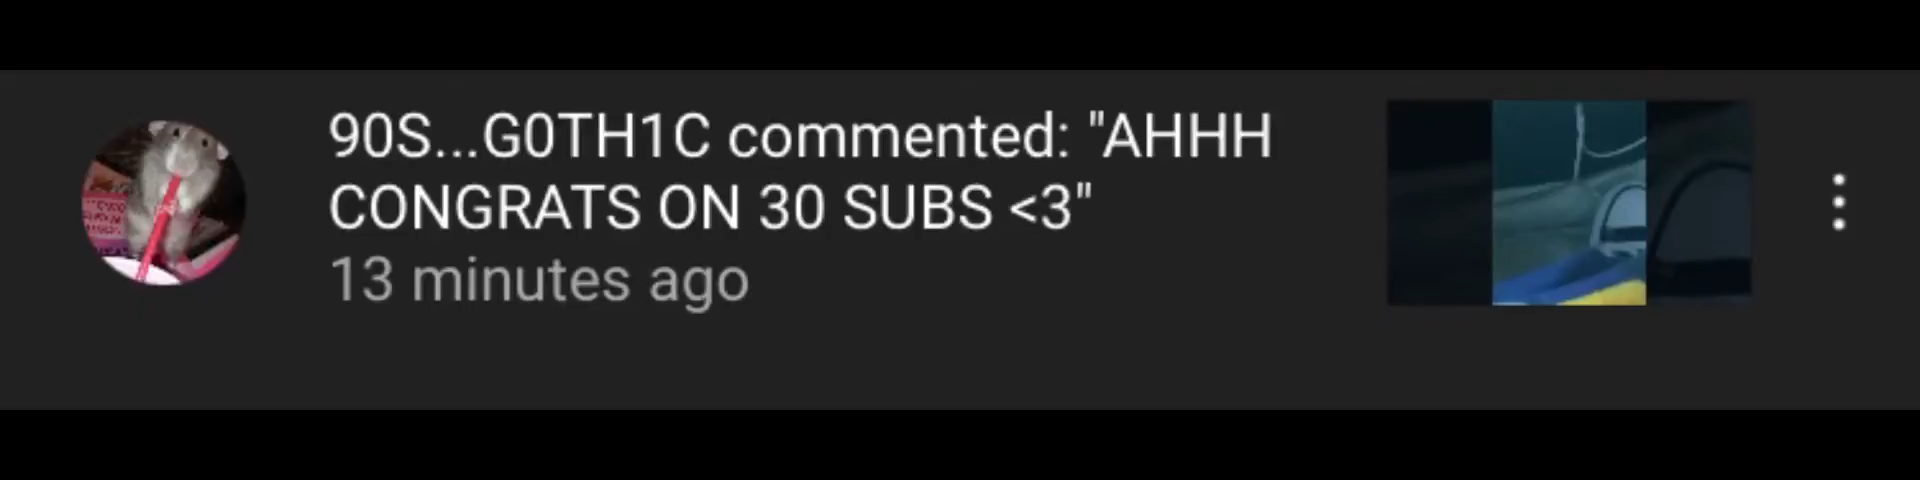 90S...G0TH1C commented: "AHHH
CONGRATS ON 30 SUBS <3"
13 minutes ago